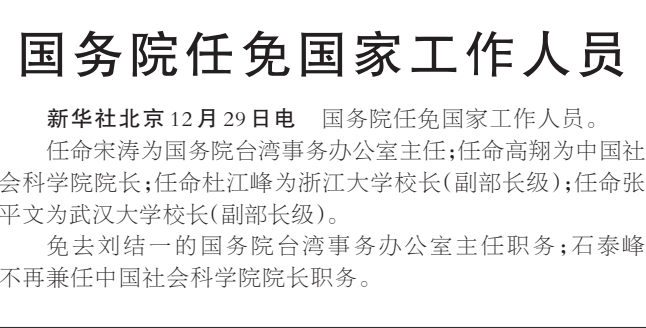 国务院任免国家工作人员
新华社北京12月29日电　国务院任免国家工作人员。
任命宋涛为国务院台湾事务办公室主任;任命高翔为中国社
会科学院院长;任命杜江峰为浙江大学校长(副部长级);任命张
平文为武汉大学校长(副部长级)。
免去刘结一的国务院台湾事务办公室主任职务;石泰峰
不再兼任中国社会科学院院长职务。